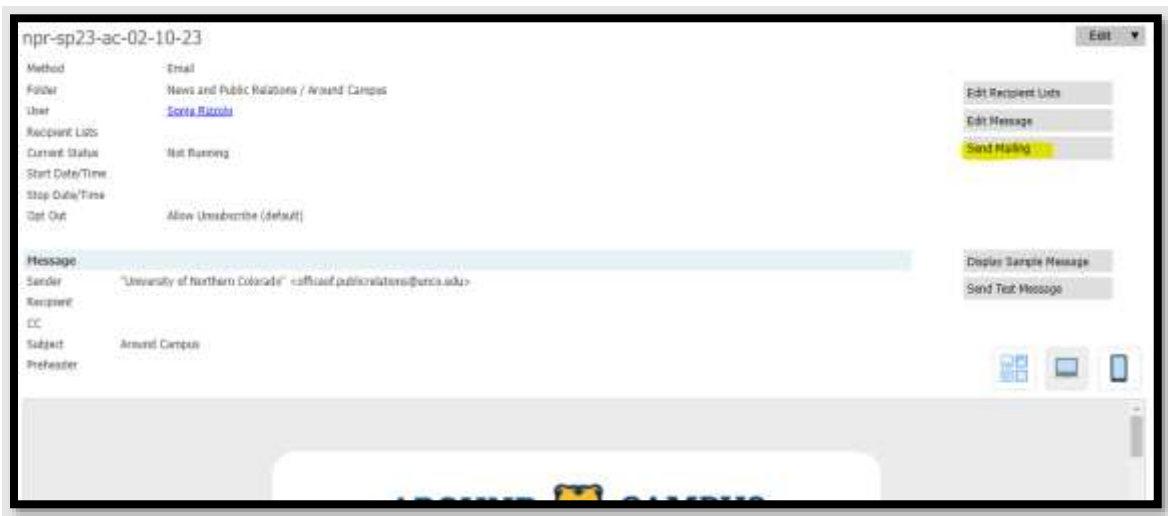 npr-sp23-ac-02-10-23
Edit ▼
Method Email
Folder News and Public Relations / Around Campus
User
Recipient Lists
Current Status Not Running
Start Date/Time
Stop Date/Time
Opt Out Allow Unsubscribe (default)
Edit Recipient Lists
Edit Message
Send Mailing
Message
Sender "University of Northern Colorado" <officeof.publicrelations@unco.edu>
Recipient
CC
Subject Around Campus
Preheader
Display Sample Message
Send Test Message
AROUND CAMPUS